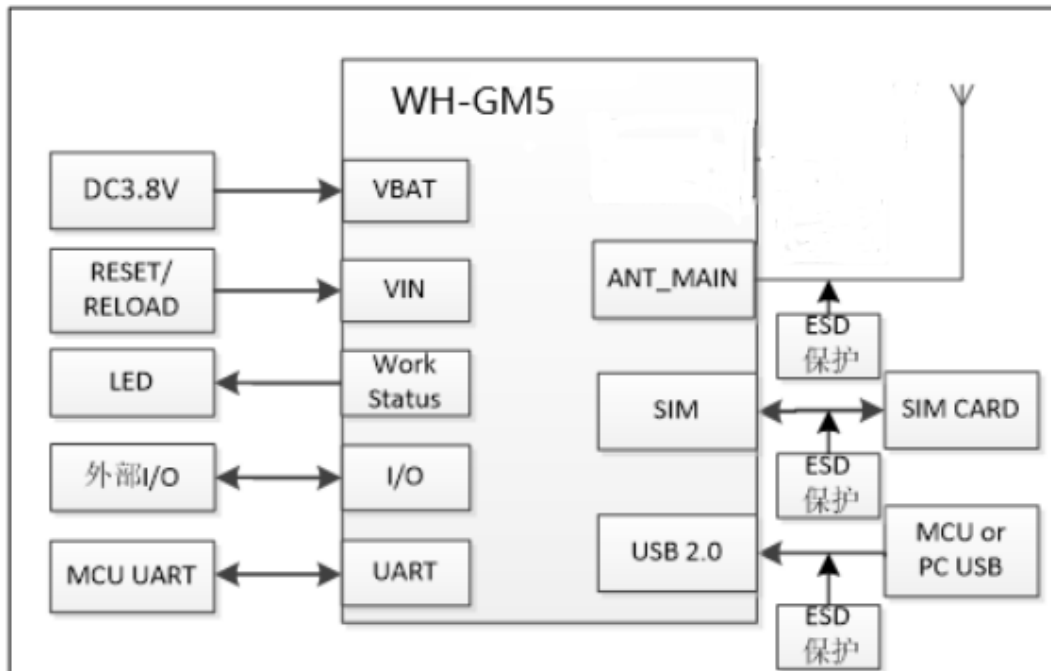 WH-GM5
DC3.8V
VBAT
RESET/
RELOAD
VIN
LED
Work
Status
外部I/O
I/O
MCU UART
UART
ANT_MAIN
ESD
保护
SIM
SIM CARD
ESD
保护
USB 2.0
MCU or
PC USB
ESD
保护